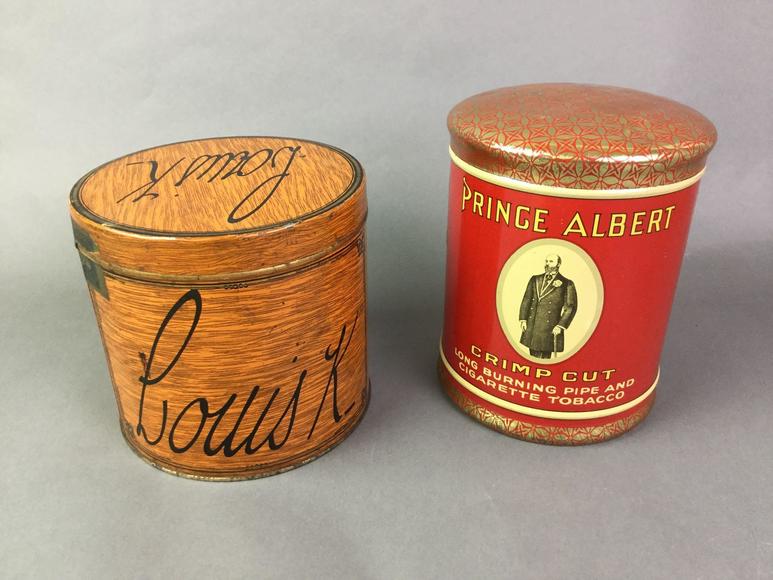 Louis K.
Louis K.
PRINCE ALBERT
CRIMP CUT
LONG BURNING PIPE AND
CIGARETTE TOBACCO